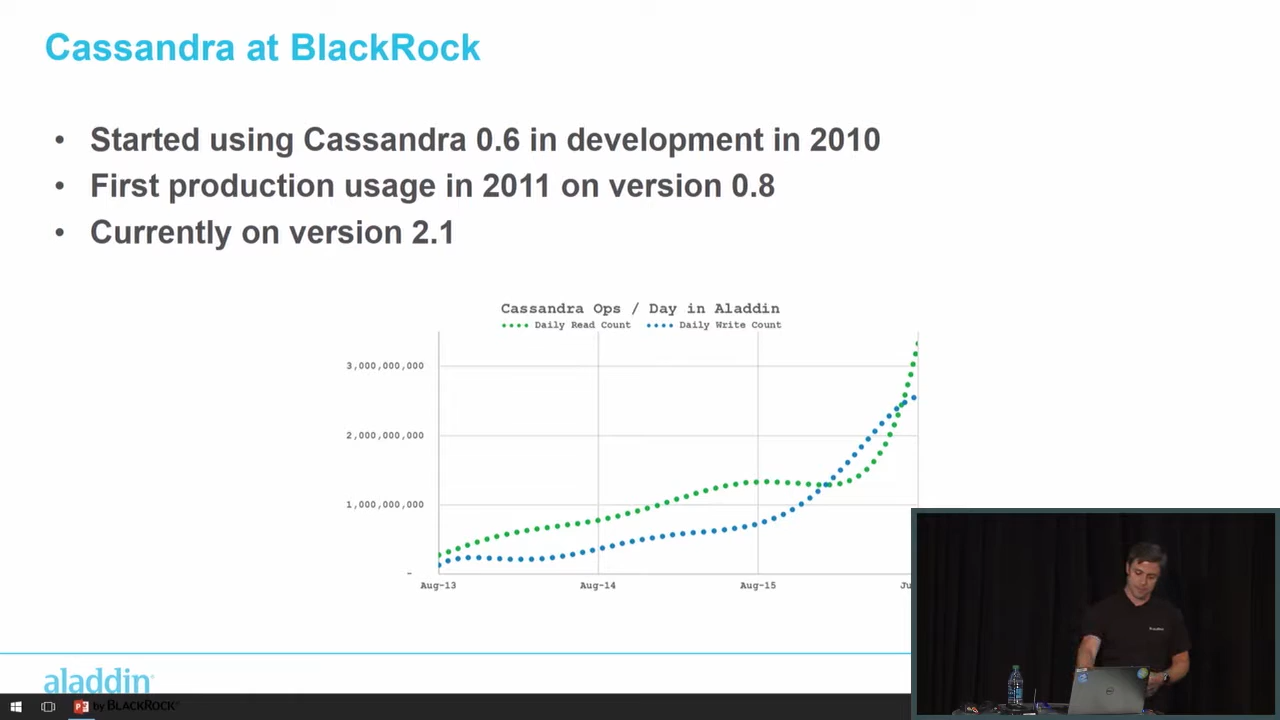 Cassandra at BlackRock
• Started using Cassandra 0.6 in development in 2010
• First production usage in 2011 on version 0.8
• Currently on version 2.1
Cassandra Ops / Day in Aladdin
Daily Read Count Daily Write Count
3,000,000,000
2,000,000,000
1,000,000,000
-
Aug-13 Aug-14 Aug-15
aladdin
by BLACKROCK®